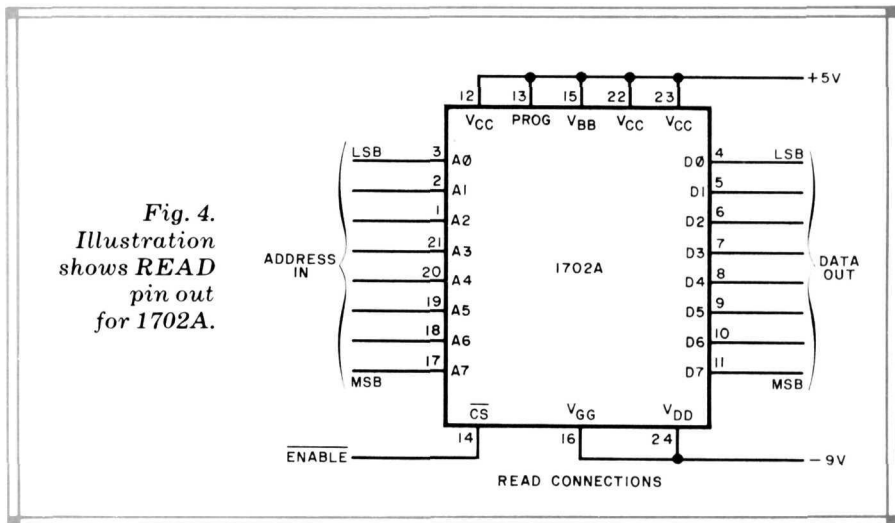 Fig. 4.
Illustration
shows READ
pin out
for 1702A.
+5V
12 13 15 22 23
VCC PROG VBB VCC VCC
ADDRESS
IN
LSB 3 A0
2 A1
1 A2
21 A3
20 A4
19 A5
18 A6
17 A7
MSB
1702A
D0 4 LSB
D1 5
D2 6
D3 7
D4 8
D5 9
D6 10
D7 11
MSB
DATA
OUT
CS VGG VDD
14 16 24
ENABLE
-9V
READ CONNECTIONS